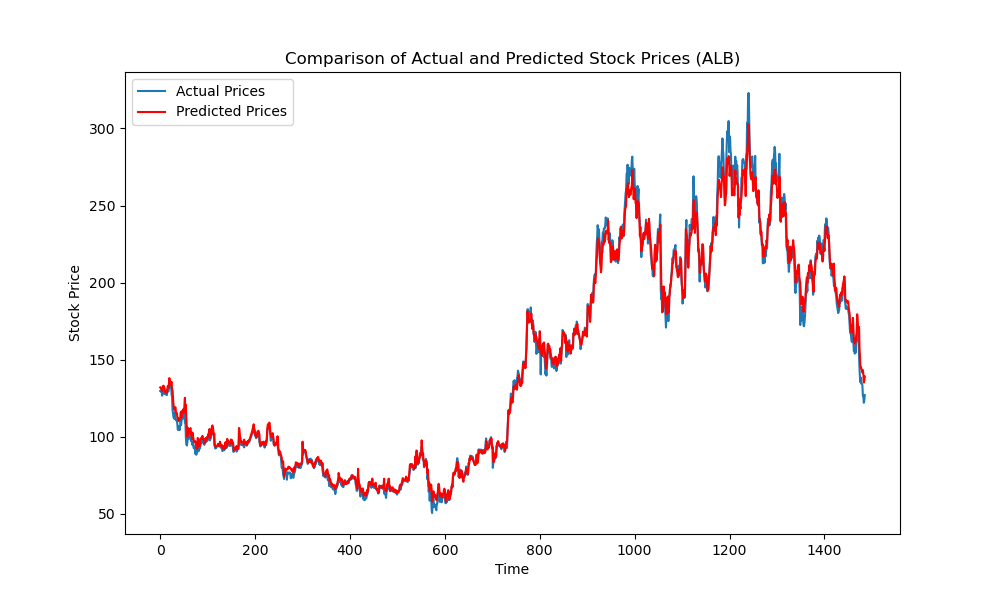 Comparison of Actual and Predicted Stock Prices (ALB)
Actual Prices
Predicted Prices
300
250
200
150
100
50
Stock Price
0 200 400 600 800 1000 1200 1400
Time